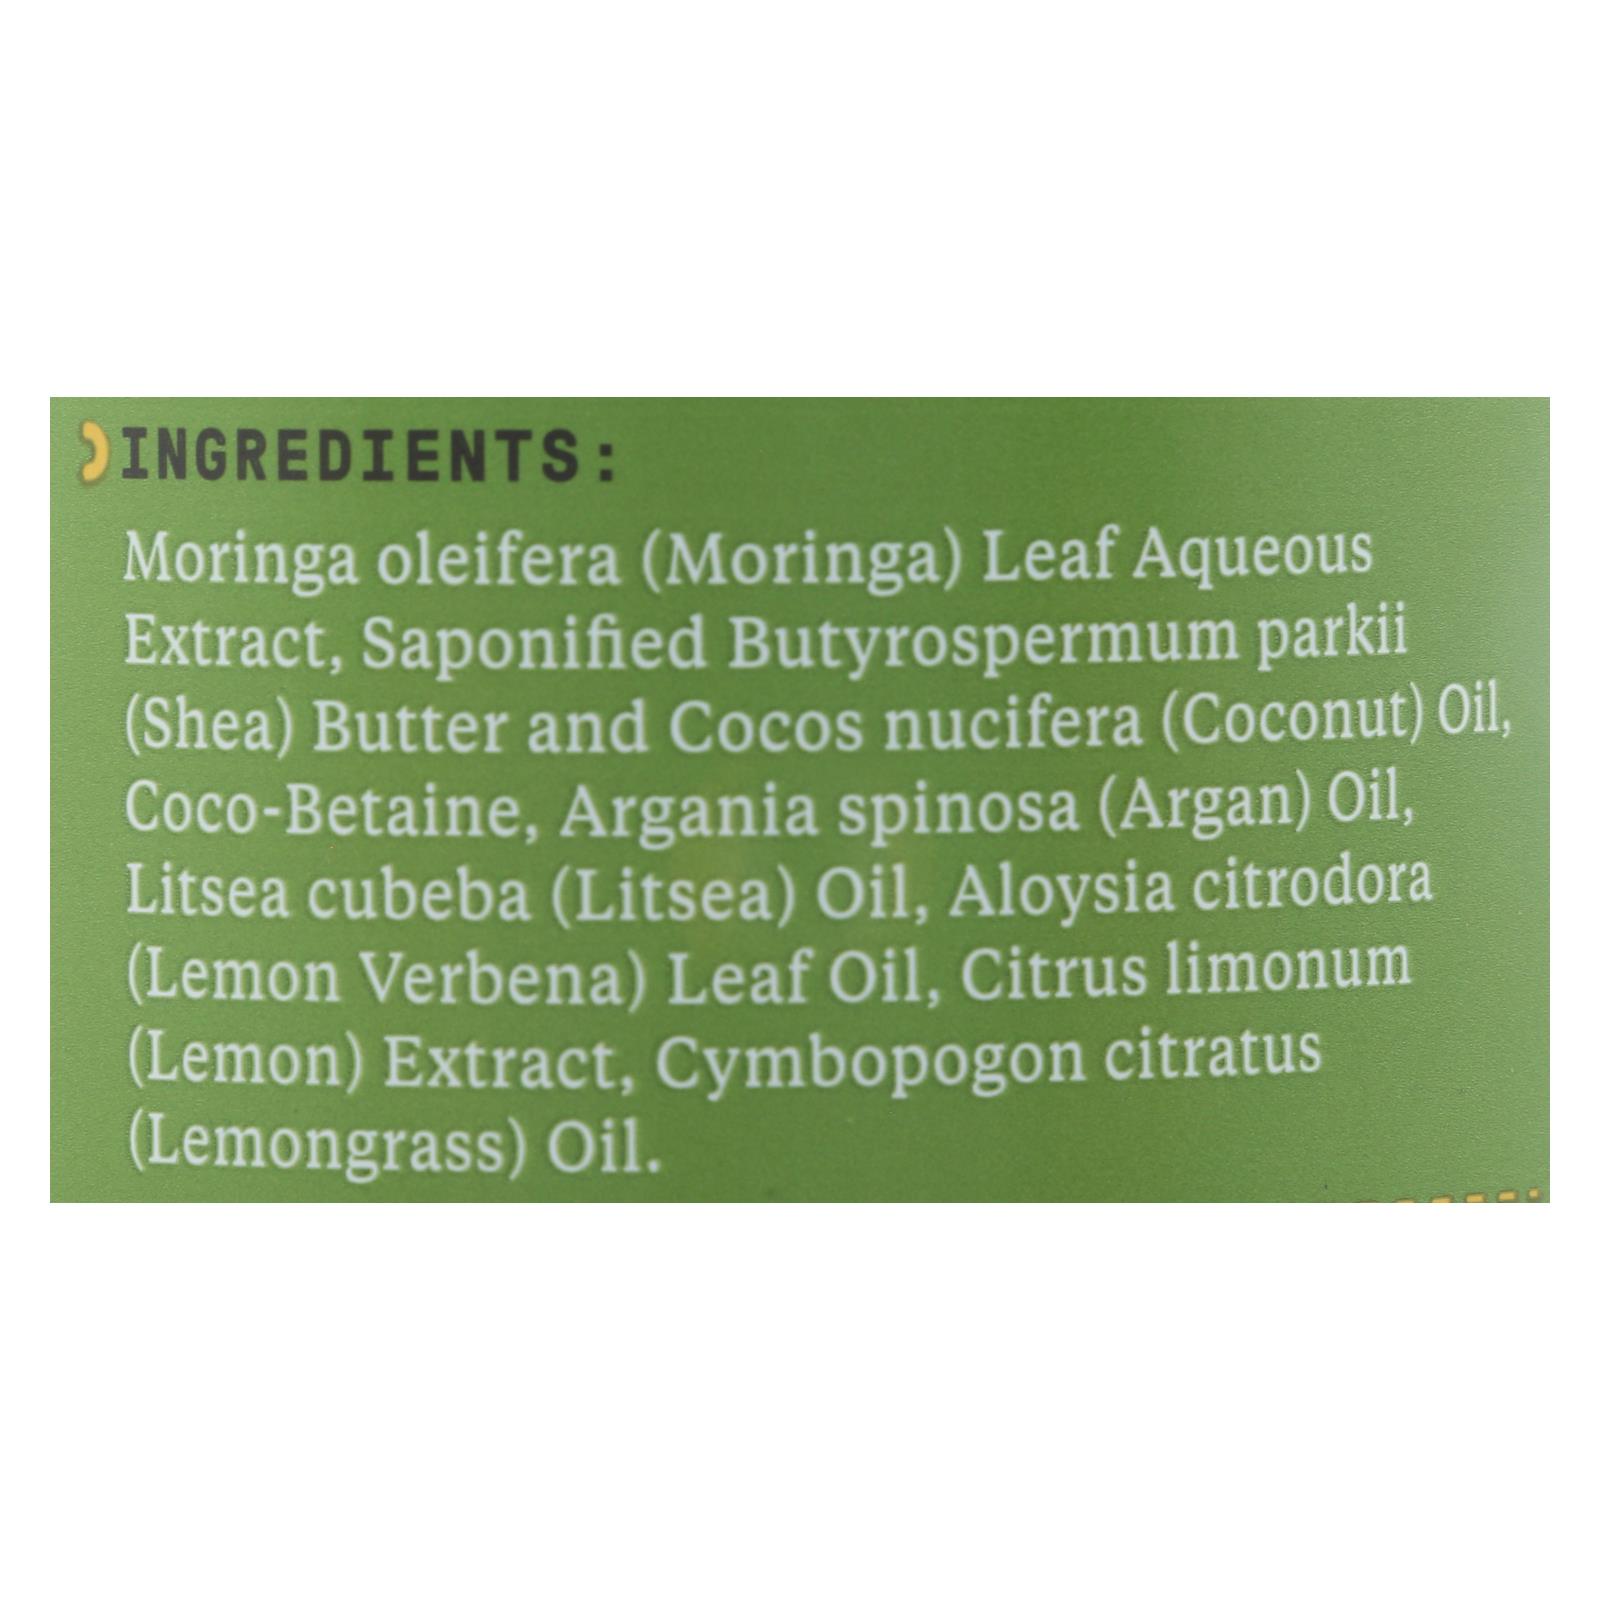 INGREDIENTS:
Moringa oleifera (Moringa) Leaf Aqueous
Extract, Saponified Butyrospermum parkii
(Shea) Butter and Cocos nucifera (Coconut) Oil,
Coco-Betaine, Argania spinosa (Argan) Oil,
Litsea cubeba (Litsea) Oil, Aloysia citrodora
(Lemon Verbena) Leaf Oil, Citrus limonum
(Lemon) Extract, Cymbopogon citratus
(Lemongrass) Oil.